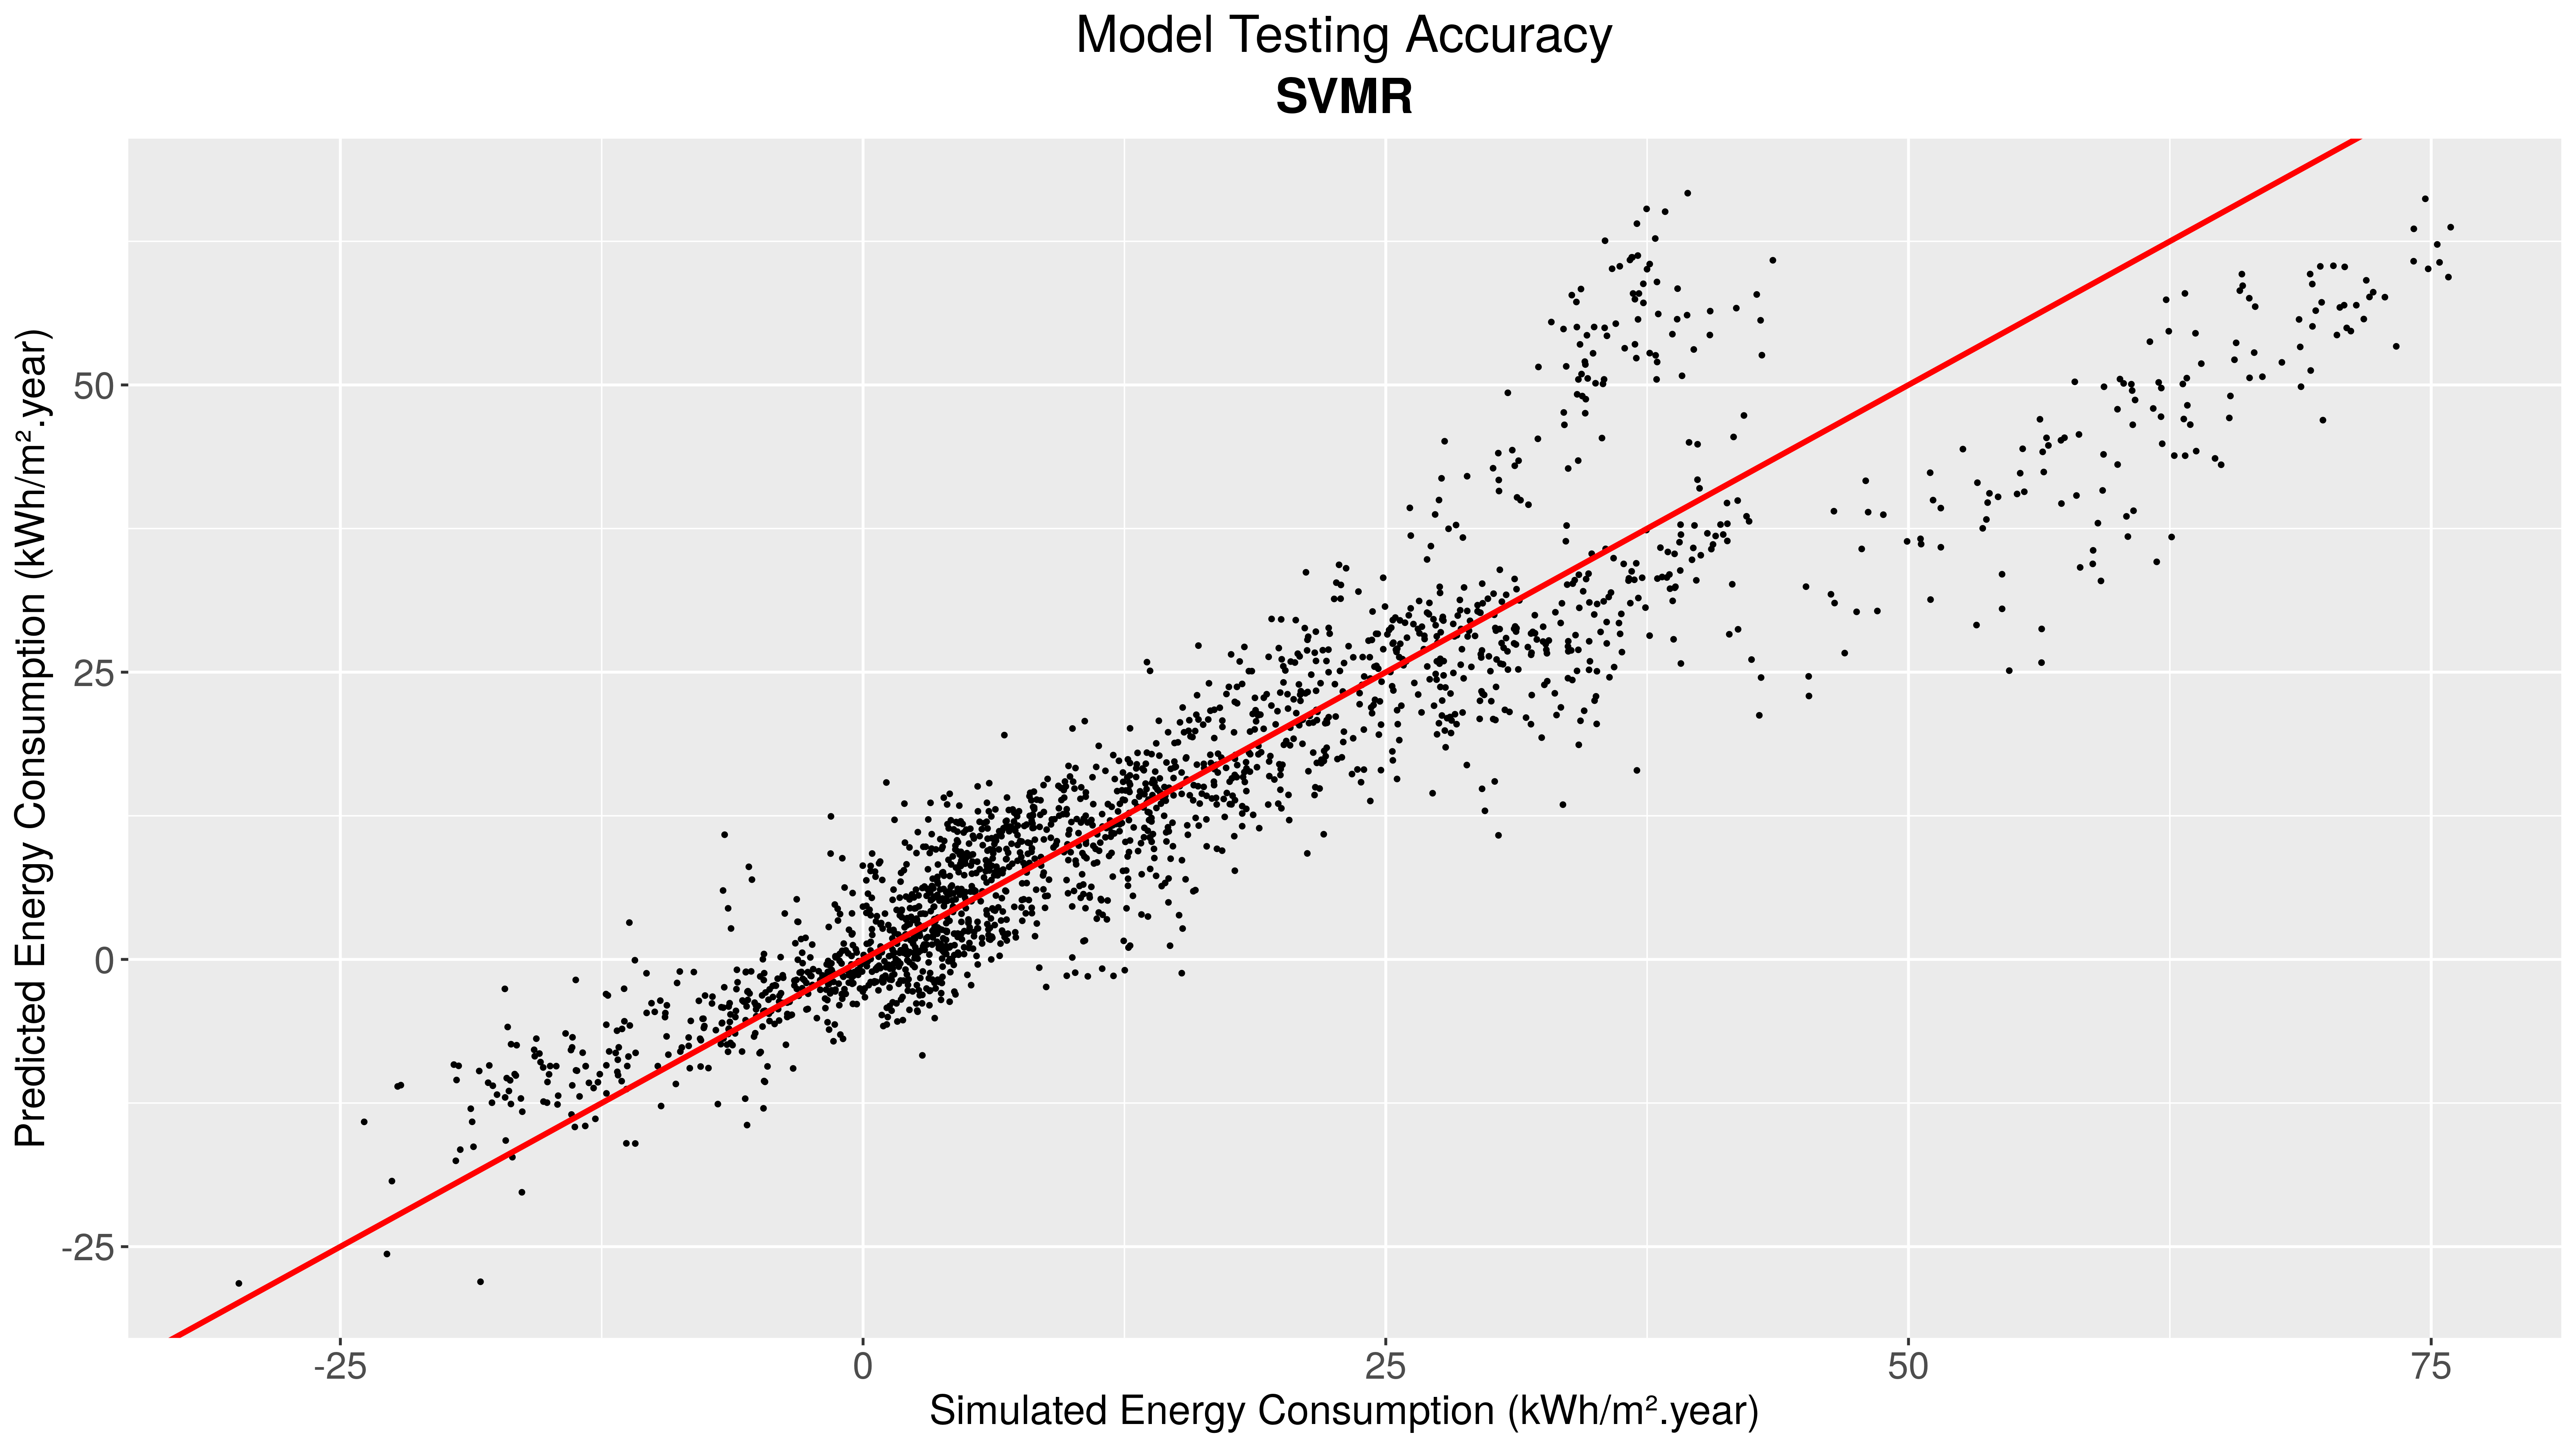 Model Testing Accuracy
SVMR
Predicted Energy Consumption (kWh/m².year)
50
25
0
-25
-25 0 25 50 75
Simulated Energy Consumption (kWh/m².year)